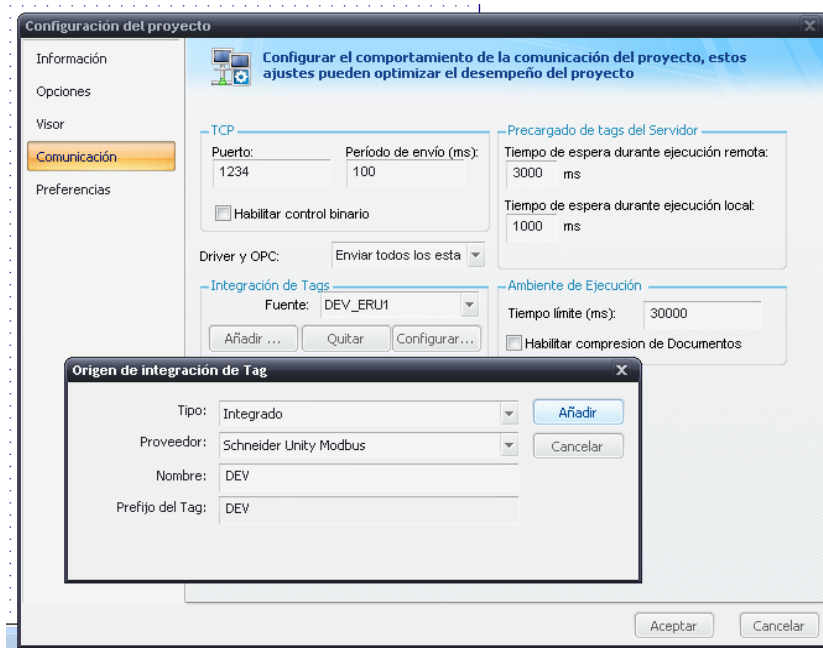 Configuración del proyecto
Información
Opciones
Visor
Comunicación
Preferencias
Configurar el comportamiento de la comunicación del proyecto, estos
ajustes pueden optimizar el desempeño del proyecto
TCP
Puerto:
Período de envío (ms):
1234
100
Habilitar control binario
Driver y OPC:
Enviar todos los esta
Precargado de tags del Servidor
Tiempo de espera durante ejecución remota:
3000 ms
Tiempo de espera durante ejecución local:
1000 ms
Integración de Tags
Fuente: DEV_ERU1
Añadir ...
Quitar
Configurar...
Ambiente de Ejecución
Tiempo límite (ms): 30000
Habilitar compresion de Documentos
Origen de integración de Tag
Tipo: Integrado
Añadir
Proveedor: Schneider Unity Modbus
Cancelar
Nombre: DEV
Prefijo del Tag: DEV
Aceptar
Cancelar